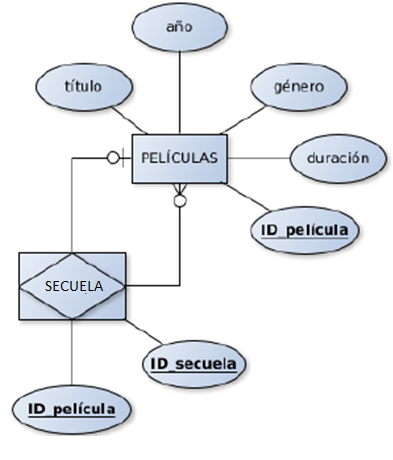 año
título
género
PELÍCULAS
duración
ID_película
SECUELA
ID_secuela
ID_película